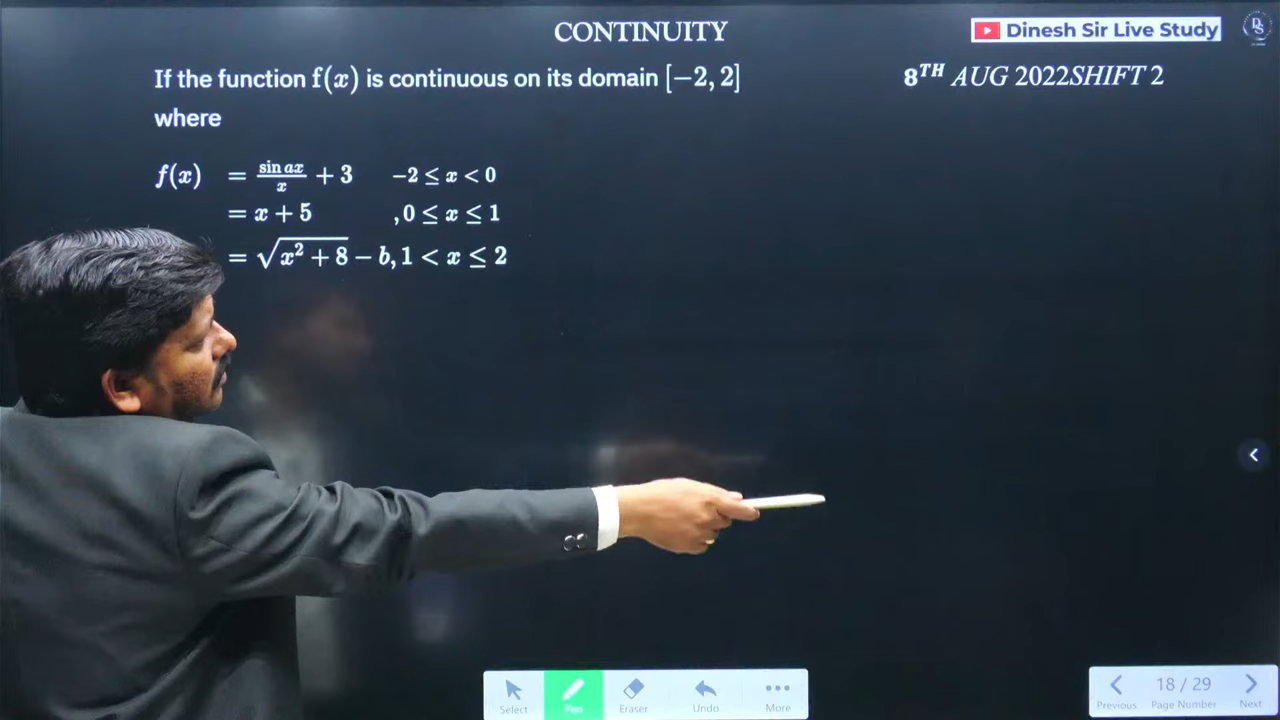 CONTINUITY
Dinesh Sir Live Study
DS
If the function f(x) is continuous on its domain [−2, 2]
8TH AUG 2022SHIFT 2
where
f(x) = sin ax / x + 3 −2 ≤ x < 0
= x + 5 , 0 ≤ x ≤ 1
= √(x² + 8) − b, 1 < x ≤ 2
Select Pen Eraser Undo More
Previous 18 / 29 Page Number Next